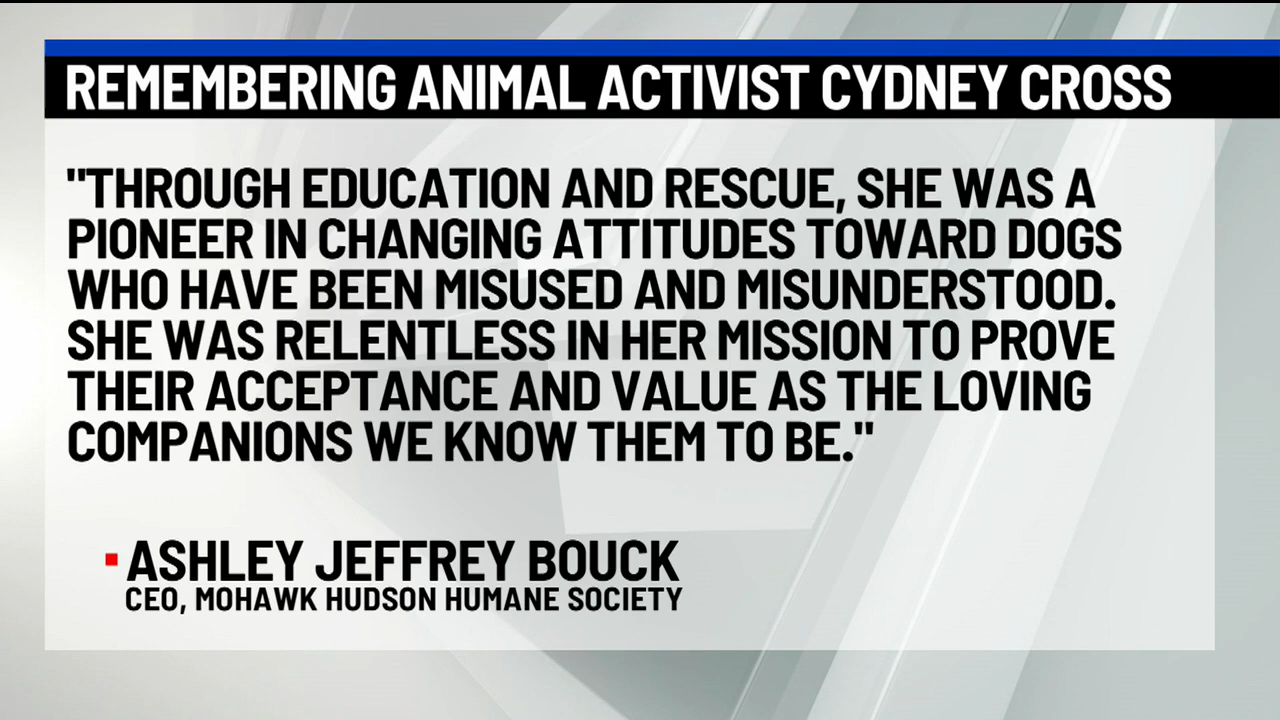 REMEMBERING ANIMAL ACTIVIST CYDNEY CROSS
"THROUGH EDUCATION AND RESCUE, SHE WAS A
PIONEER IN CHANGING ATTITUDES TOWARD DOGS
WHO HAVE BEEN MISUSED AND MISUNDERSTOOD.
SHE WAS RELENTLESS IN HER MISSION TO PROVE
THEIR ACCEPTANCE AND VALUE AS THE LOVING
COMPANIONS WE KNOW THEM TO BE."
ASHLEY JEFFREY BOUCK
CEO, MOHAWK HUDSON HUMANE SOCIETY